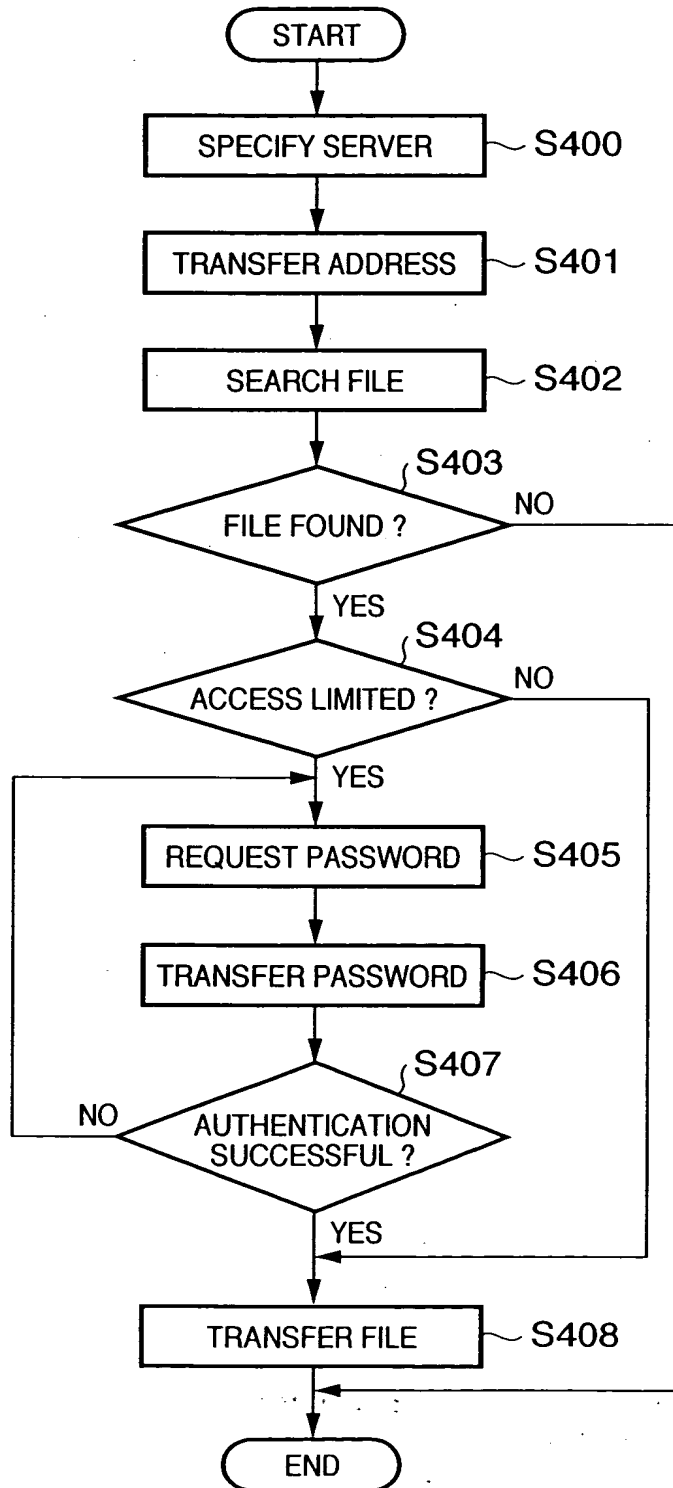 START
SPECIFY SERVER
S400
TRANSFER ADDRESS
S401
SEARCH FILE
S402
S403
FILE FOUND ?
NO
YES
S404
ACCESS LIMITED ?
NO
YES
REQUEST PASSWORD
S405
TRANSFER PASSWORD
S406
S407
NO
AUTHENTICATION
SUCCESSFUL ?
YES
TRANSFER FILE
S408
END